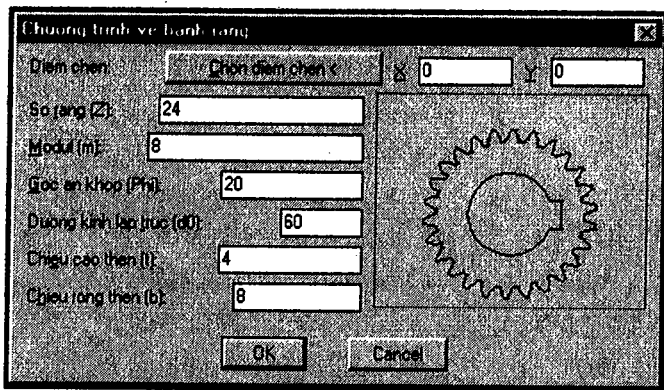 Chuong trinh ve banh rang
Diem chen: Chon diem chen < X 0 Y 0
So rang (Z): 24
Modul (m): 8
Goc an khop (Phi): 20
Duong kinh lap truc (d0): 60
Chieu cao then (t): 4
Chieu rong then (b): 8
OK Cancel